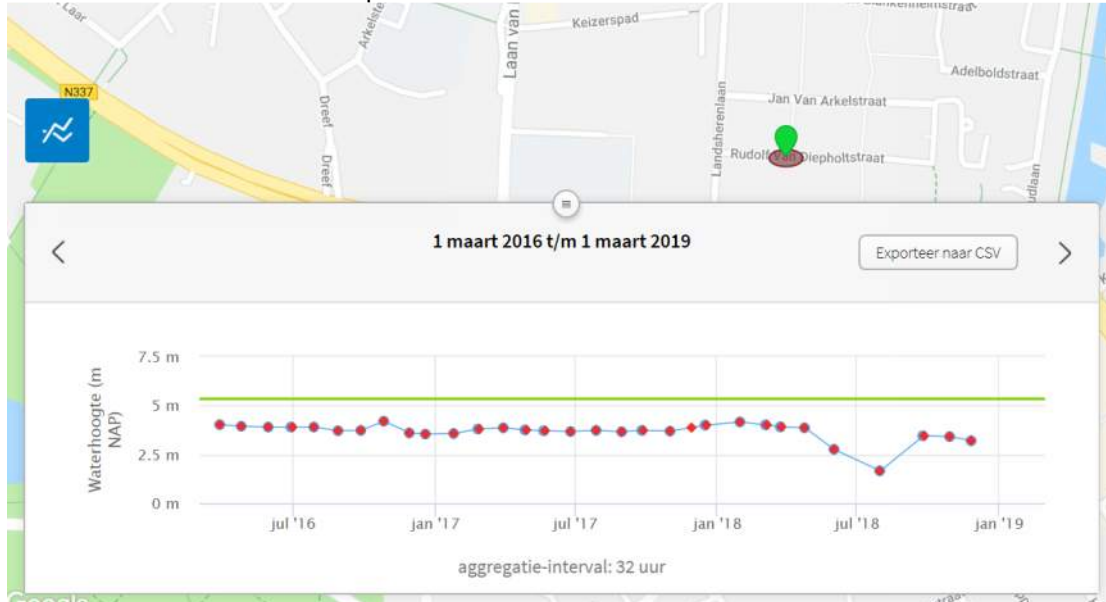 Laar
Keizerspad
Laan van
N337
Dreef
Dreef
Landsherenlaan
Adelboldstraat
Jan Van Arkelstraat
Rudolf Van Diepholtstraat
1 maart 2016 t/m 1 maart 2019
Exporteer naar CSV
Waterhoogte (m
NAP)
7.5 m
5 m
2.5 m
0 m
jul '16
jan '17
jul '17
jan '18
jul '18
jan '19
aggregatie-interval: 32 uur